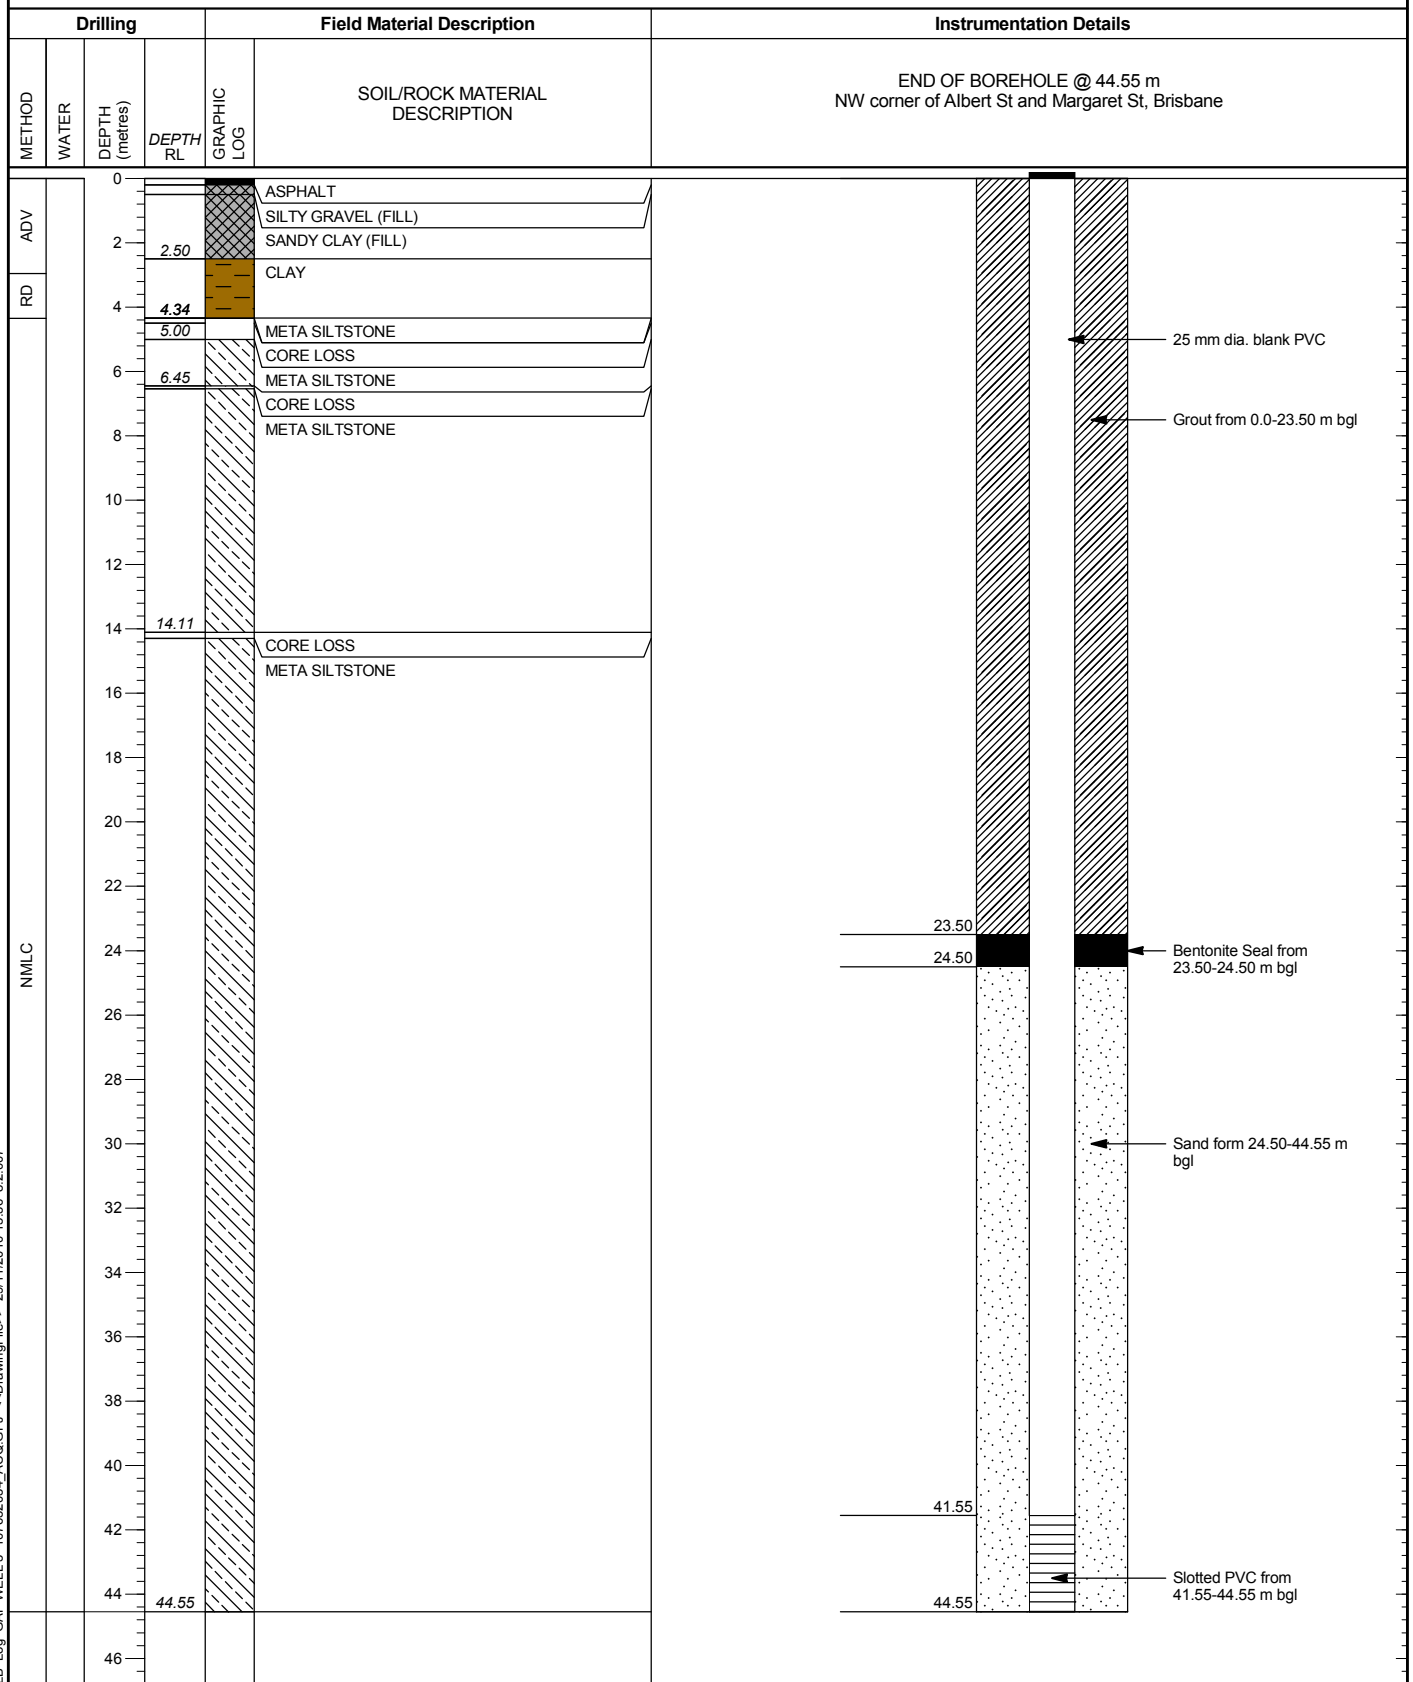 Drilling
Field Material Description
Instrumentation Details
METHOD
WATER
DEPTH
(metres)
DEPTH
RL
GRAPHIC
LOG
SOIL/ROCK MATERIAL
DESCRIPTION
END OF BOREHOLE @ 44.55 m
NW corner of Albert St and Margaret St, Brisbane
ADV
RD
NMLC
0
2
4
6
8
10
12
14
16
18
20
22
24
26
28
30
32
34
36
38
40
42
44
46
2.50
4.34
5.00
6.45
14.11
44.55
ASPHALT
SILTY GRAVEL (FILL)
SANDY CLAY (FILL)
CLAY
META SILTSTONE
CORE LOSS
META SILTSTONE
CORE LOSS
META SILTSTONE
CORE LOSS
META SILTSTONE
23.50
24.50
41.55
44.55
25 mm dia. blank PVC
Grout from 0.0-23.50 m bgl
Bentonite Seal from
23.50-24.50 m bgl
Sand form 24.50-44.55 m
bgl
Slotted PVC from
41.55-44.55 m bgl